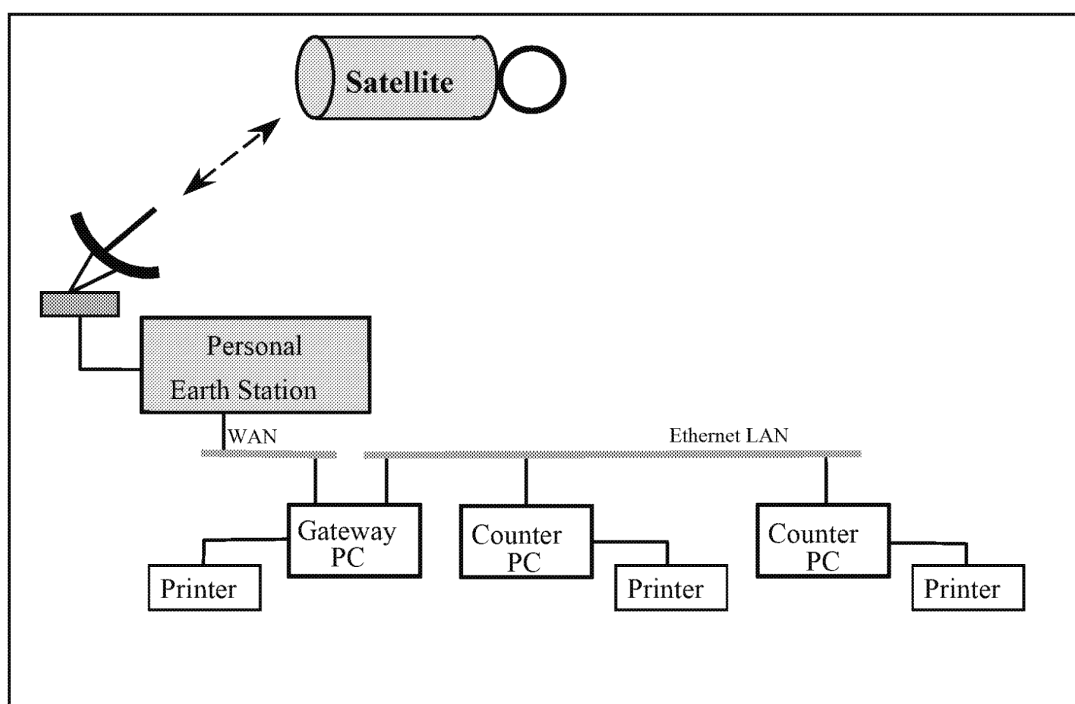 Satellite
Personal
Earth Station
WAN
Ethernet LAN
Gateway
PC
Counter
PC
Counter
PC
Printer
Printer
Printer